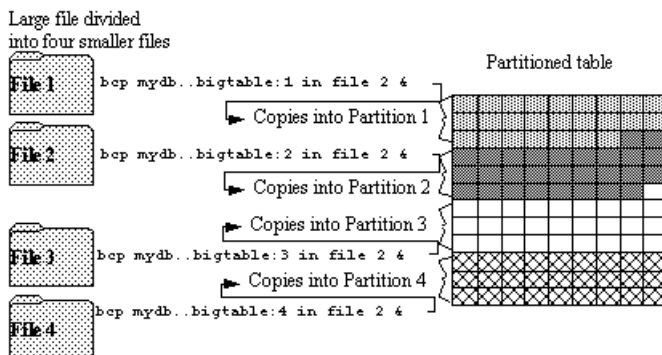 Large file divided
into four smaller files
Partitioned table
File 1
bcp mydb..bigtable:1 in file 2 &
Copies into Partition 1
File 2
bcp mydb..bigtable:2 in file 2 &
Copies into Partition 2
Copies into Partition 3
File 3
bcp mydb..bigtable:3 in file 2 &
Copies into Partition 4
bcp mydb..bigtable:4 in file 2 &
File 4